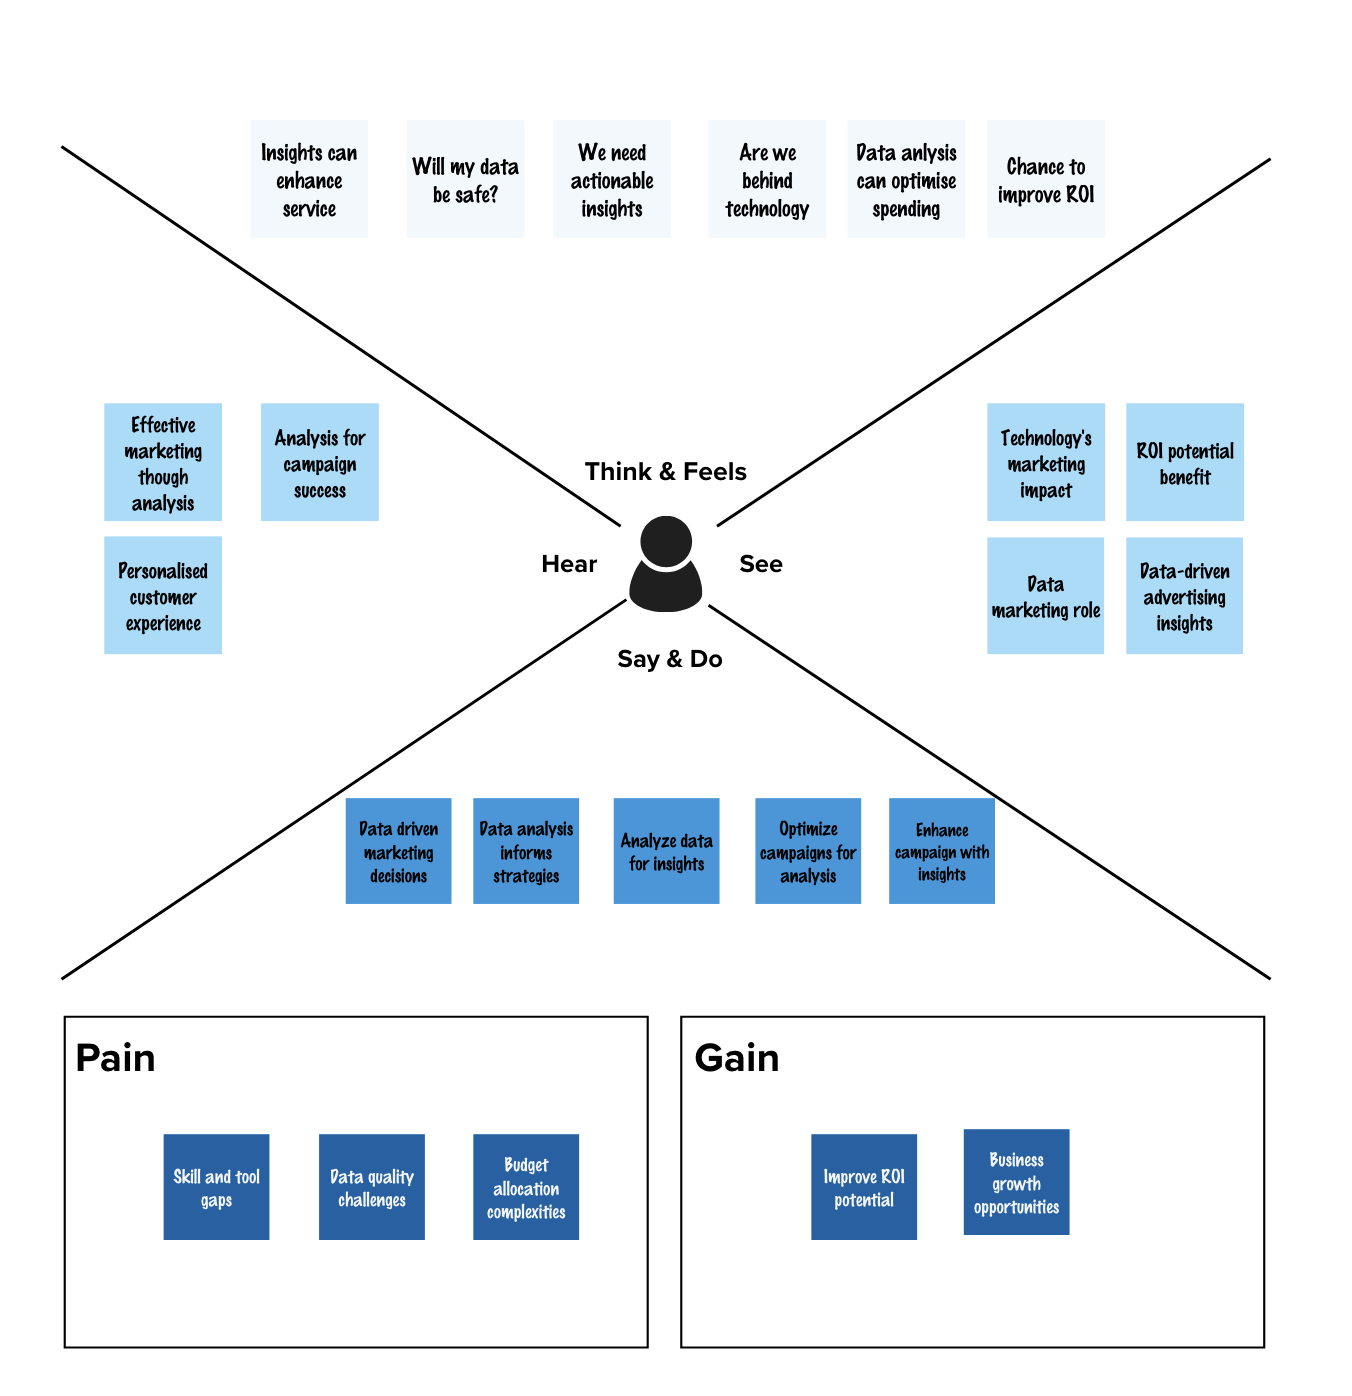 Insights can
enhance
service
Will my data
be safe?
We need
actionable
insights
Are we
behind
technology
Data anlysis
can optimise
spending
Chance to
improve ROI
Effective
marketing
though
analysis
Analysis for
campaign
success
Personalised
customer
experience
Think & Feels
Hear
See
Say & Do
Technology's
marketing
impact
ROI potential
benefit
Data
marketing role
Data-driven
advertising
insights
Data driven
marketing
decisions
Data analysis
informs
strategies
Analyze data
for insights
Optimize
campaigns for
analysis
Enhance
campaign with
insights
Pain
Skill and tool
gaps
Data quality
challenges
Budget
allocation
complexities
Gain
Improve ROI
potential
Business
growth
opportunities